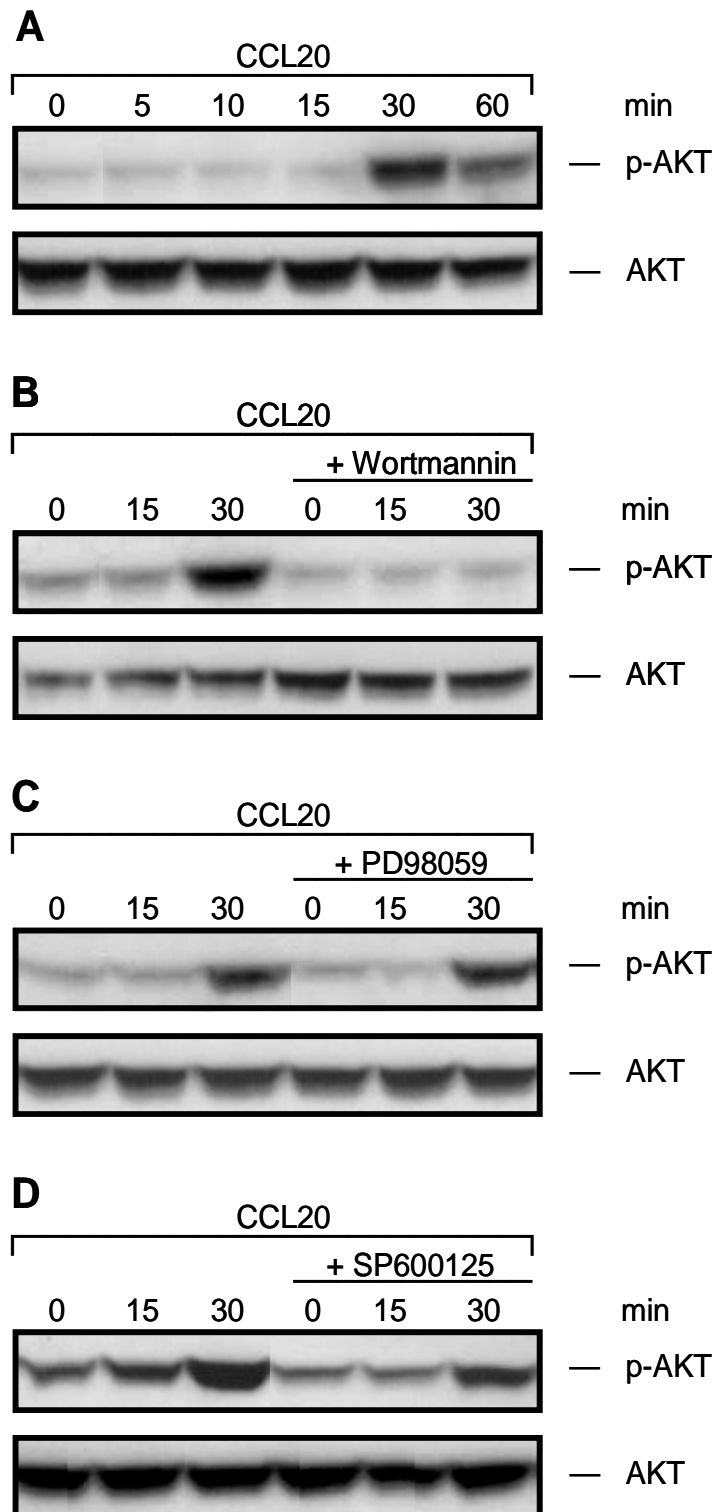 A
CCL20
0 5 10 15 30 60 min
— p-AKT
— AKT
B
CCL20
+ Wortmannin
0 15 30 0 15 30 min
— p-AKT
— AKT
C
CCL20
+ PD98059
0 15 30 0 15 30 min
— p-AKT
— AKT
D
CCL20
+ SP600125
0 15 30 0 15 30 min
— p-AKT
— AKT